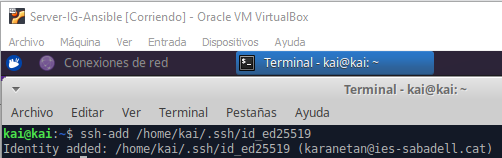 Server-IG-Ansible [Corriendo] - Oracle VM VirtualBox
Archivo Máquina Ver Entrada Dispositivos Ayuda
Conexiones de red Terminal - kai@kai: ~
Terminal - kai@kai: ~
Archivo Editar Ver Terminal Pestañas Ayuda
kai@kai:~$ ssh-add /home/kai/.ssh/id_ed25519
Identity added: /home/kai/.ssh/id_ed25519 (karanetan@ies-sabadell.cat)